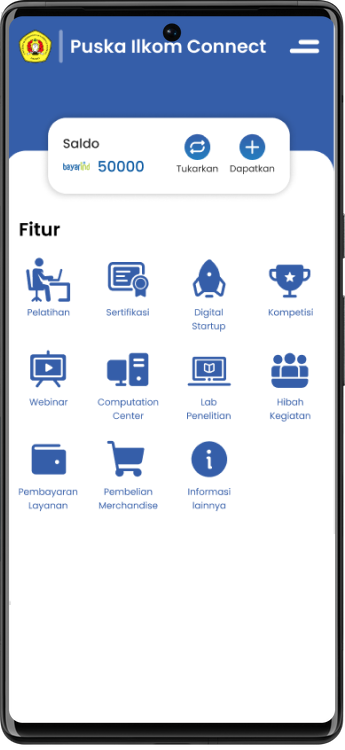 Puska Ilkom Connect
Saldo
bayarind 50000
Tukarkan Dapatkan
Fitur
Pelatihan Sertifikasi Digital Startup Kompetisi
Webinar Computation Center Lab Penelitian Hibah Kegiatan
Pembayaran Layanan Pembelian Merchandise Informasi lainnya